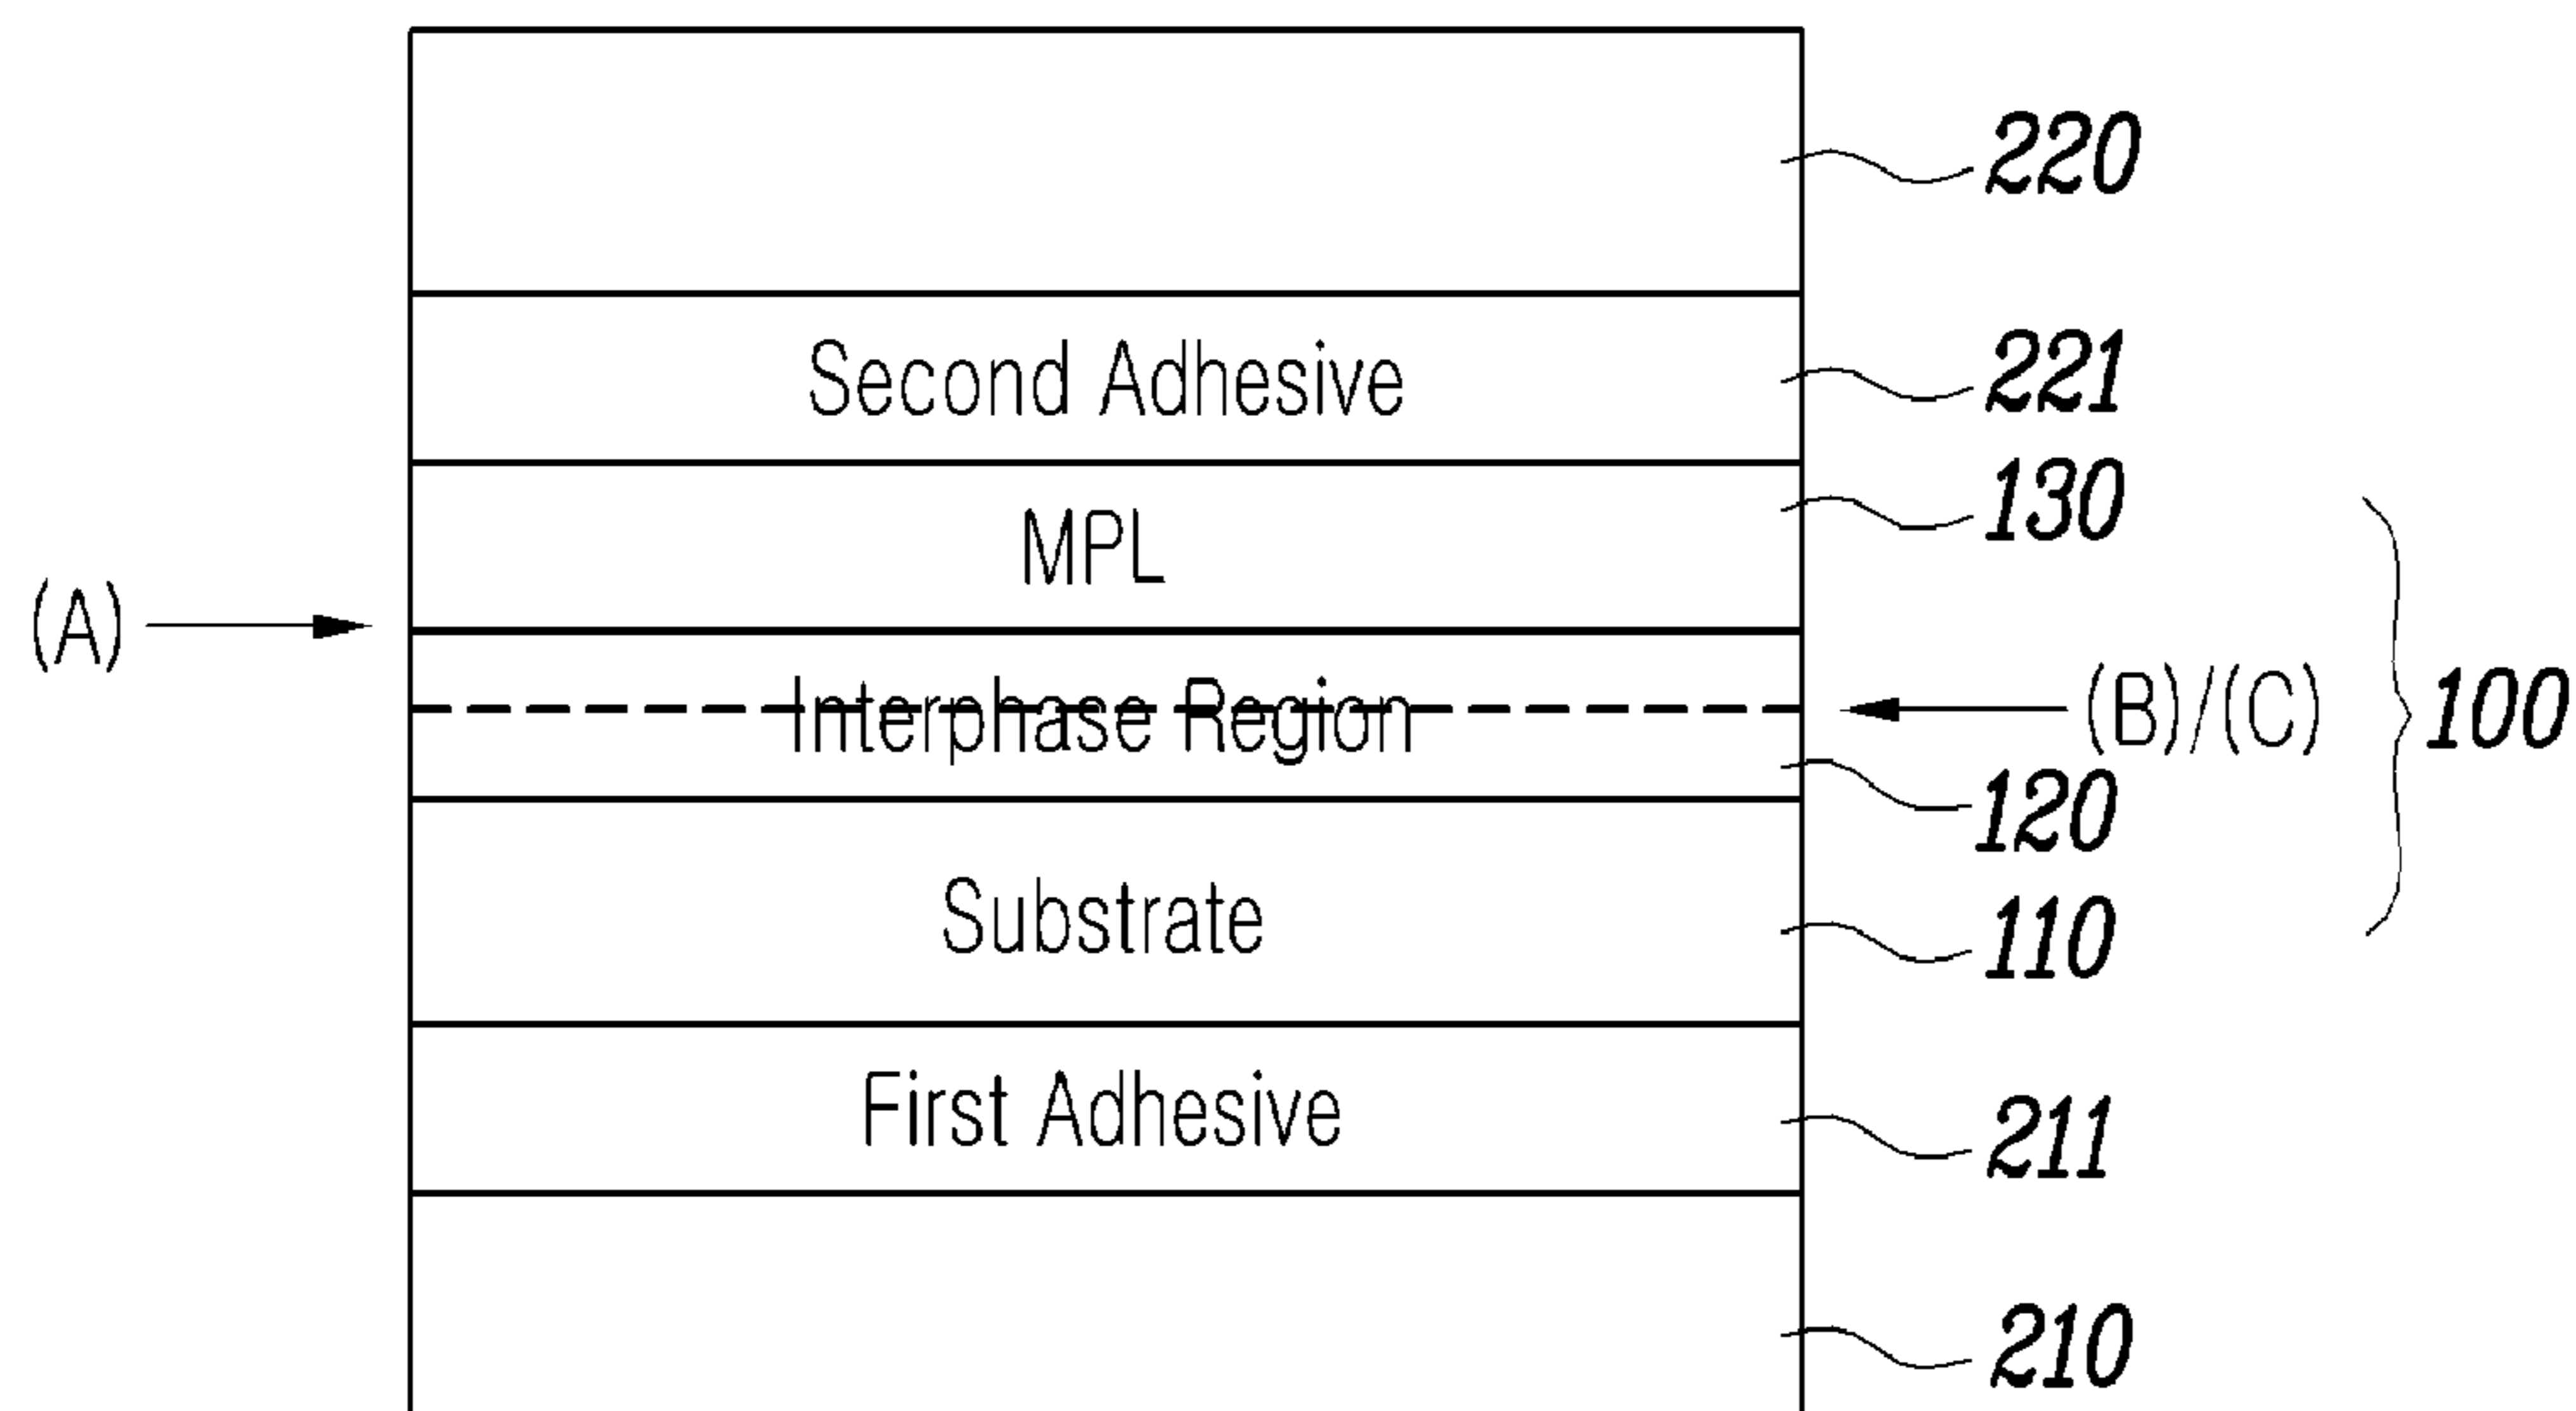 220
Second Adhesive
221
MPL
130
(A)
Interphase Region
(B)/(C)
100
120
Substrate
110
First Adhesive
211
210